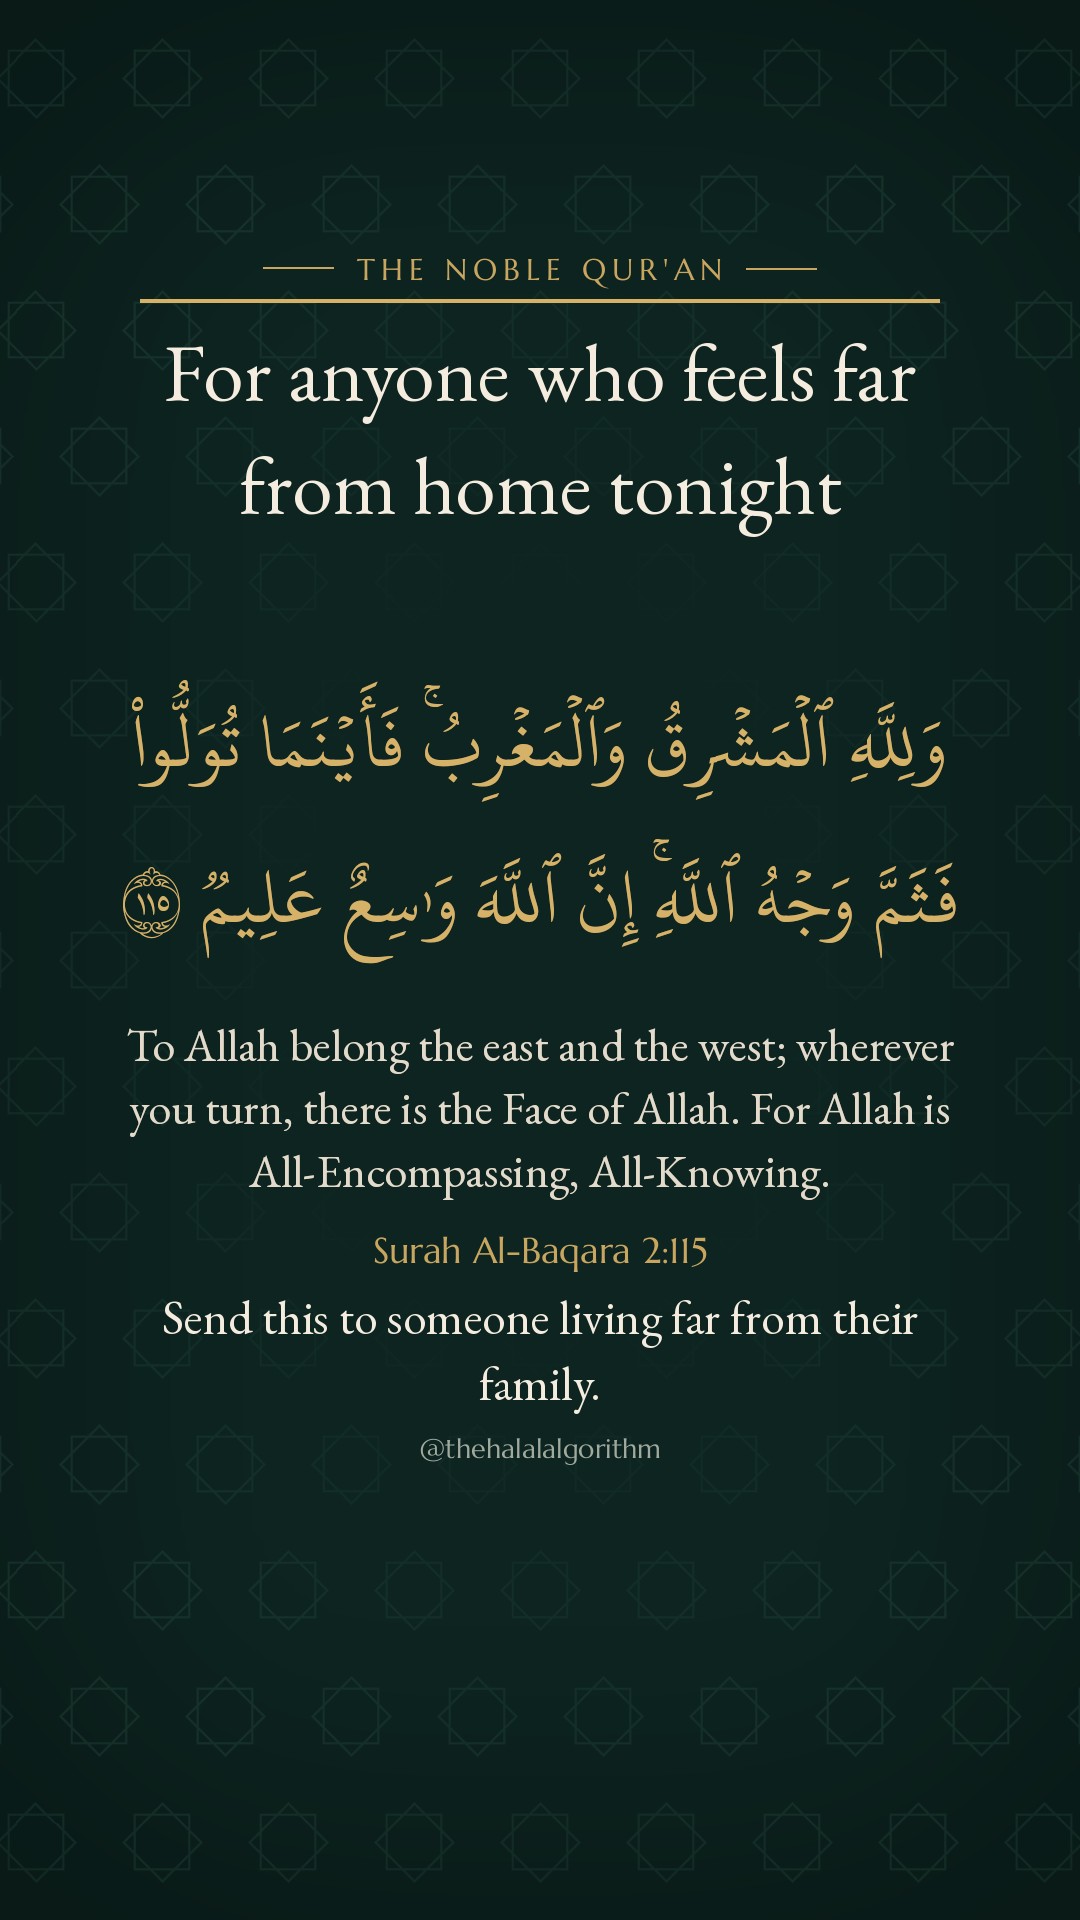 THE NOBLE QUR'AN
For anyone who feels far
from home tonight
وَلِلَّهِ ٱلْمَشْرِقُ وَٱلْمَغْرِبُ ۚ فَأَيْنَمَا تُوَلُّوا۟
فَثَمَّ وَجْهُ ٱللَّهِ ۚ إِنَّ ٱللَّهَ وَٰسِعٌ عَلِيمٌ ١١٥
To Allah belong the east and the west; wherever
you turn, there is the Face of Allah. For Allah is
All-Encompassing, All-Knowing.
Surah Al-Baqara 2:115
Send this to someone living far from their
family.
@thehalalalgorithm